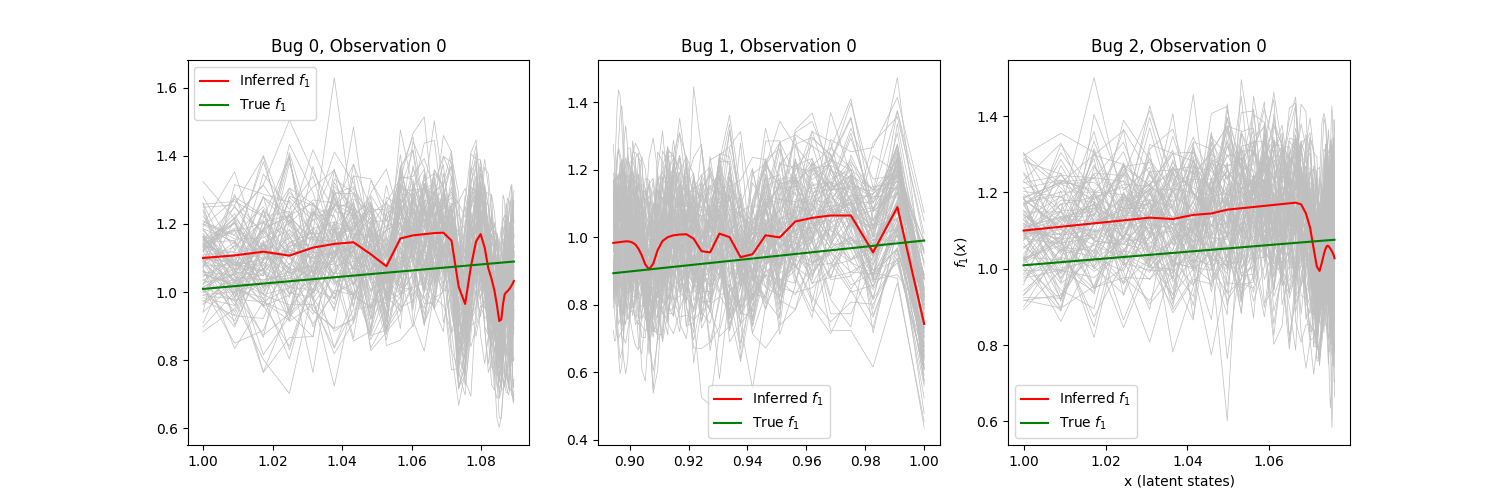 Bug 0, Observation 0
Inferred f₁
True f₁
1.6
1.4
1.2
1.0
0.8
0.6
1.00 1.02 1.04 1.06 1.08
Bug 1, Observation 0
1.4
1.2
1.0
0.8
0.6
0.4
Inferred f₁
True f₁
0.90 0.92 0.94 0.96 0.98 1.00
Bug 2, Observation 0
f₁(x)
1.4
1.2
1.0
0.8
0.6
Inferred f₁
True f₁
1.00 1.02 1.04 1.06
x (latent states)